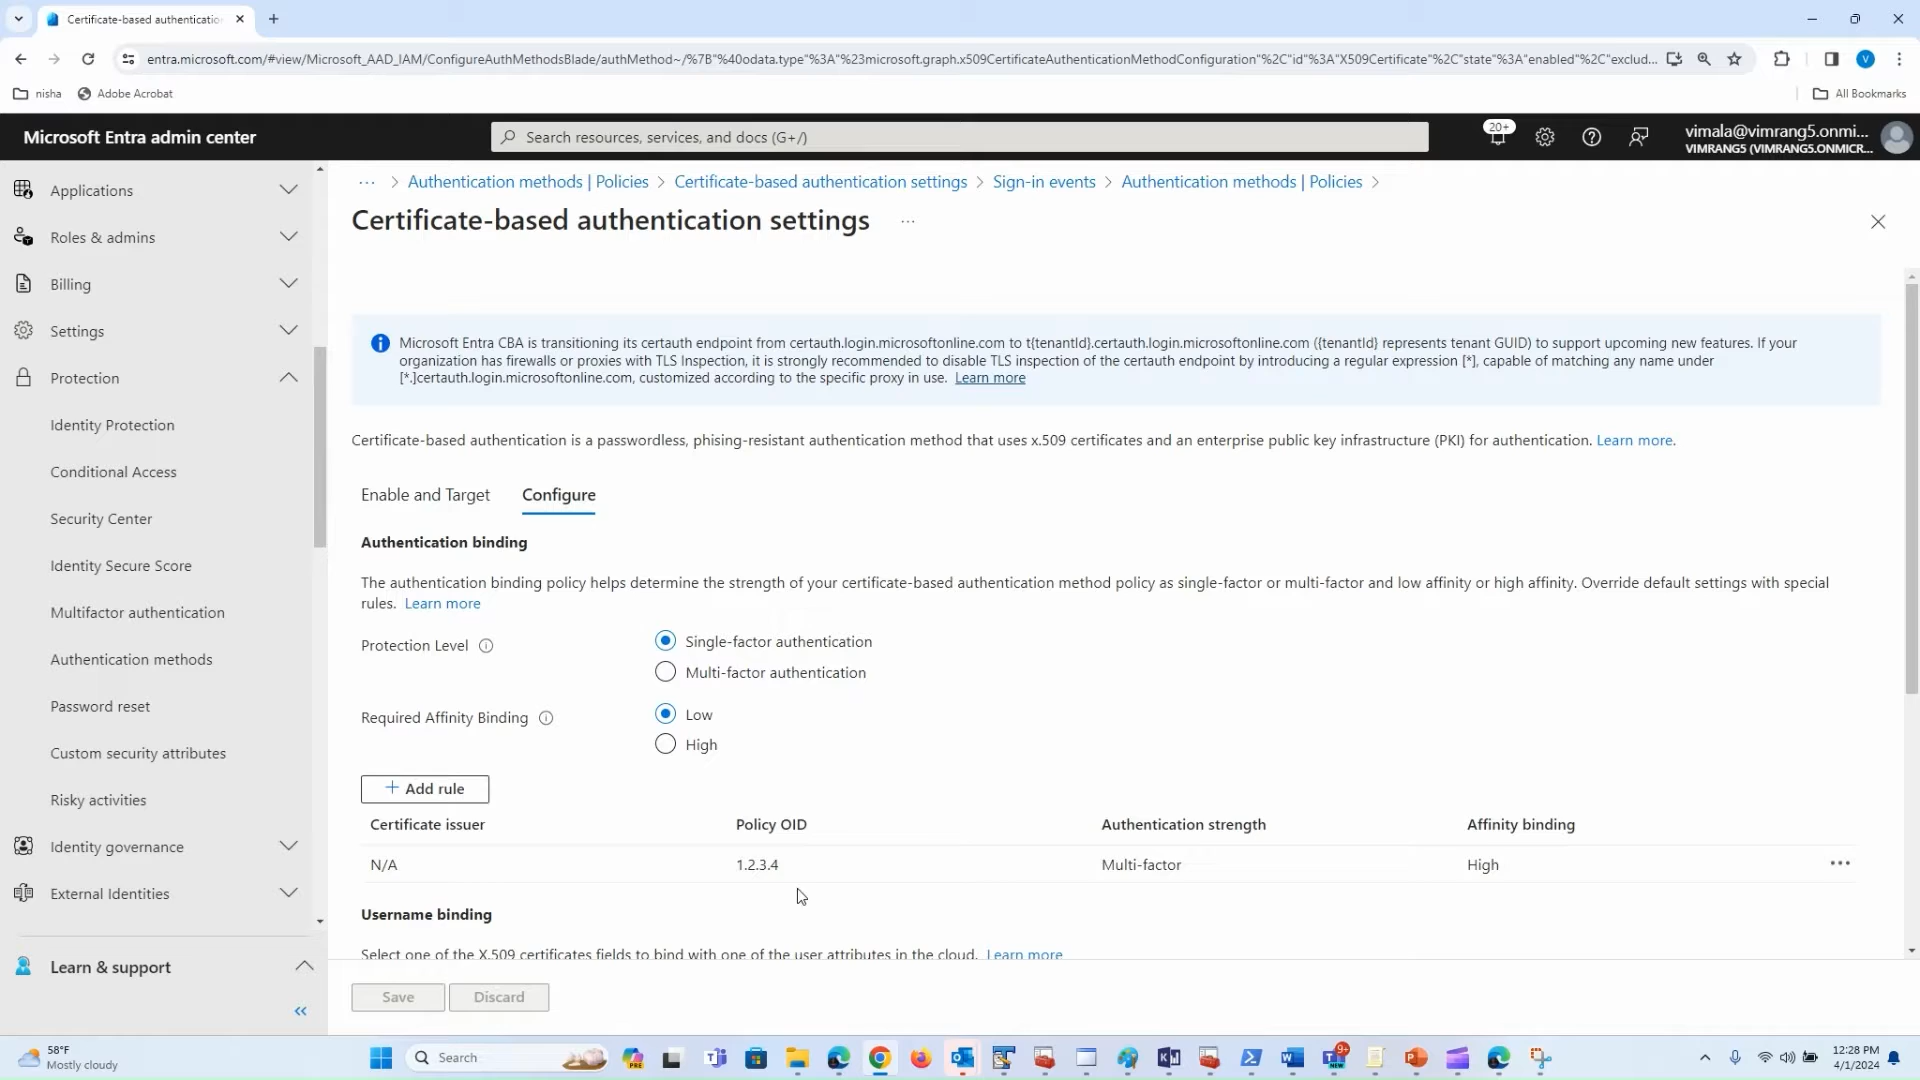 Certificate-based authenticatio
entra.microsoft.com/#view/Microsoft_AAD_IAM/ConfigureAuthMethodsBlade/authMethod~/%7B"%40odata.type"%3A"%23microsoft.graph.x509CertificateAuthenticationMethodConfiguration"%2C"id"%3A"X509Certificate"%2C"state"%3A"enabled"%2C"exclud...
V
nisha
Adobe Acrobat
All Bookmarks
Microsoft Entra admin center
Search resources, services, and docs (G+/)
20+
vimala@vimrang5.onmi...
VIMRANG5 (VIMRANG5.ONMICR...
Applications
Roles & admins
Billing
Settings
Protection
Identity Protection
Conditional Access
Security Center
Identity Secure Score
Multifactor authentication
Authentication methods
Password reset
Custom security attributes
Risky activities
Identity governance
External Identities
Learn & support
... > Authentication methods | Policies > Certificate-based authentication settings > Sign-in events > Authentication methods | Policies >
Certificate-based authentication settings ...
Microsoft Entra CBA is transitioning its certauth endpoint from certauth.login.microsoftonline.com to t{tenantId}.certauth.login.microsoftonline.com ({tenantId} represents tenant GUID) to support upcoming new features. If your
organization has firewalls or proxies with TLS Inspection, it is strongly recommended to disable TLS inspection of the certauth endpoint by introducing a regular expression [*], capable of matching any name under
[*.]certauth.login.microsoftonline.com, customized according to the specific proxy in use. Learn more
Certificate-based authentication is a passwordless, phising-resistant authentication method that uses x.509 certificates and an enterprise public key infrastructure (PKI) for authentication. Learn more.
Enable and Target Configure
Authentication binding
The authentication binding policy helps determine the strength of your certificate-based authentication method policy as single-factor or multi-factor and low affinity or high affinity. Override default settings with special
rules. Learn more
Protection Level
Single-factor authentication
Multi-factor authentication
Required Affinity Binding
Low
High
+ Add rule
Certificate issuer Policy OID Authentication strength Affinity binding
N/A 1.2.3.4 Multi-factor High ...
Username binding
Select one of the X.509 certificates fields to bind with one of the user attributes in the cloud. Learn more
Save Discard
58°F
Mostly cloudy
Search
PRE
9+
NEW
12:28 PM
4/1/2024